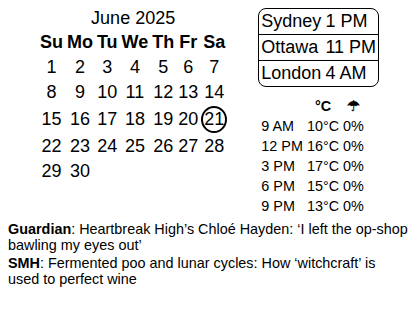 June 2025
Su Mo Tu We Th Fr Sa
1 2 3 4 5 6 7
8 9 10 11 12 13 14
15 16 17 18 19 20 21
22 23 24 25 26 27 28
29 30
Sydney 1 PM
Ottawa 11 PM
London 4 AM
°C ☂
9 AM 10°C 0%
12 PM 16°C 0%
3 PM 17°C 0%
6 PM 15°C 0%
9 PM 13°C 0%
Guardian: Heartbreak High’s Chloé Hayden: ‘I left the op-shop
bawling my eyes out’
SMH: Fermented poo and lunar cycles: How ‘witchcraft’ is
used to perfect wine